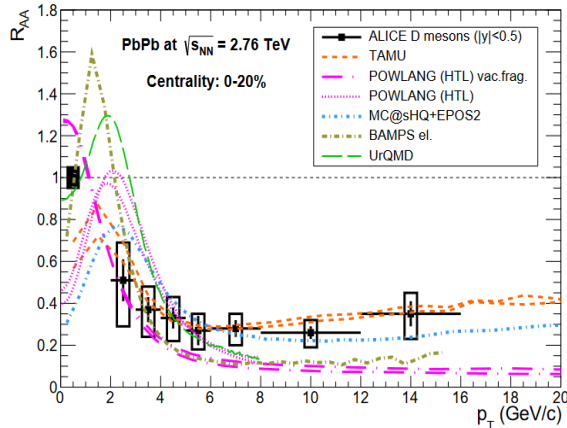 R_AA
2
1.8
1.6
1.4
1.2
1
0.8
0.6
0.4
0.2
0
PbPb at √s_NN = 2.76 TeV
Centrality: 0-20%
ALICE D mesons (|y|<0.5)
TAMU
POWLANG (HTL) vac.frag.
POWLANG (HTL)
MC@sHQ+EPOS2
BAMPS el.
UrQMD
0 2 4 6 8 10 12 14 16 18 20
p_T (GeV/c)